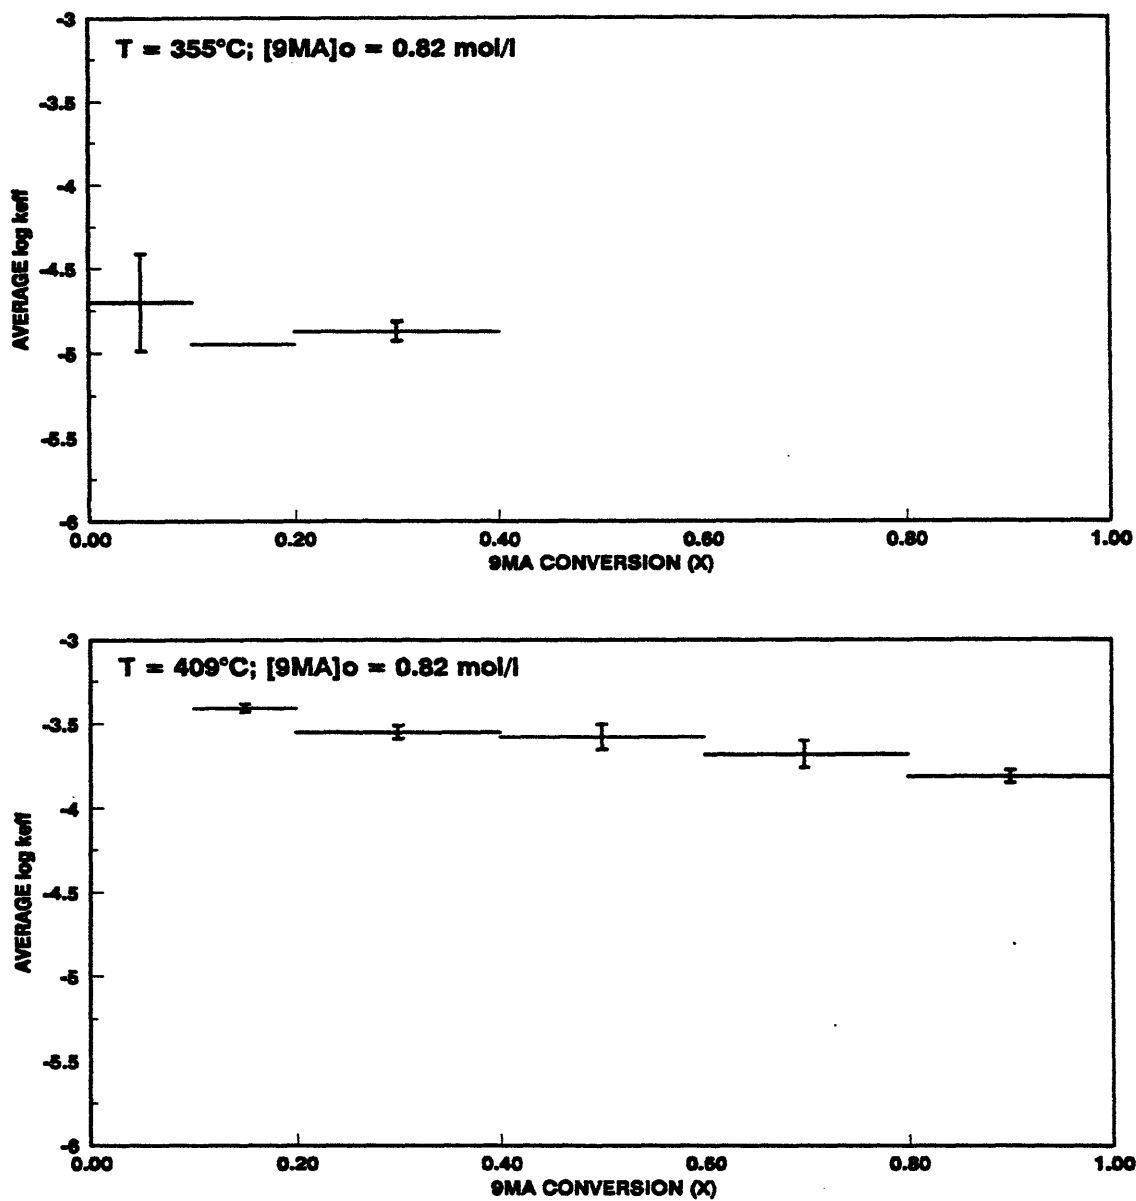 T = 355°C; [9MA]o = 0.82 mol/l
AVERAGE log keff
-3
-3.5
-4
-4.5
-5
-5.5
-6
0.00 0.20 0.40 0.60 0.80 1.00
9MA CONVERSION (X)
T = 409°C; [9MA]o = 0.82 mol/l
AVERAGE log keff
-3
-3.5
-4
-4.5
-5
-5.5
-6
0.00 0.20 0.40 0.60 0.80 1.00
9MA CONVERSION (X)